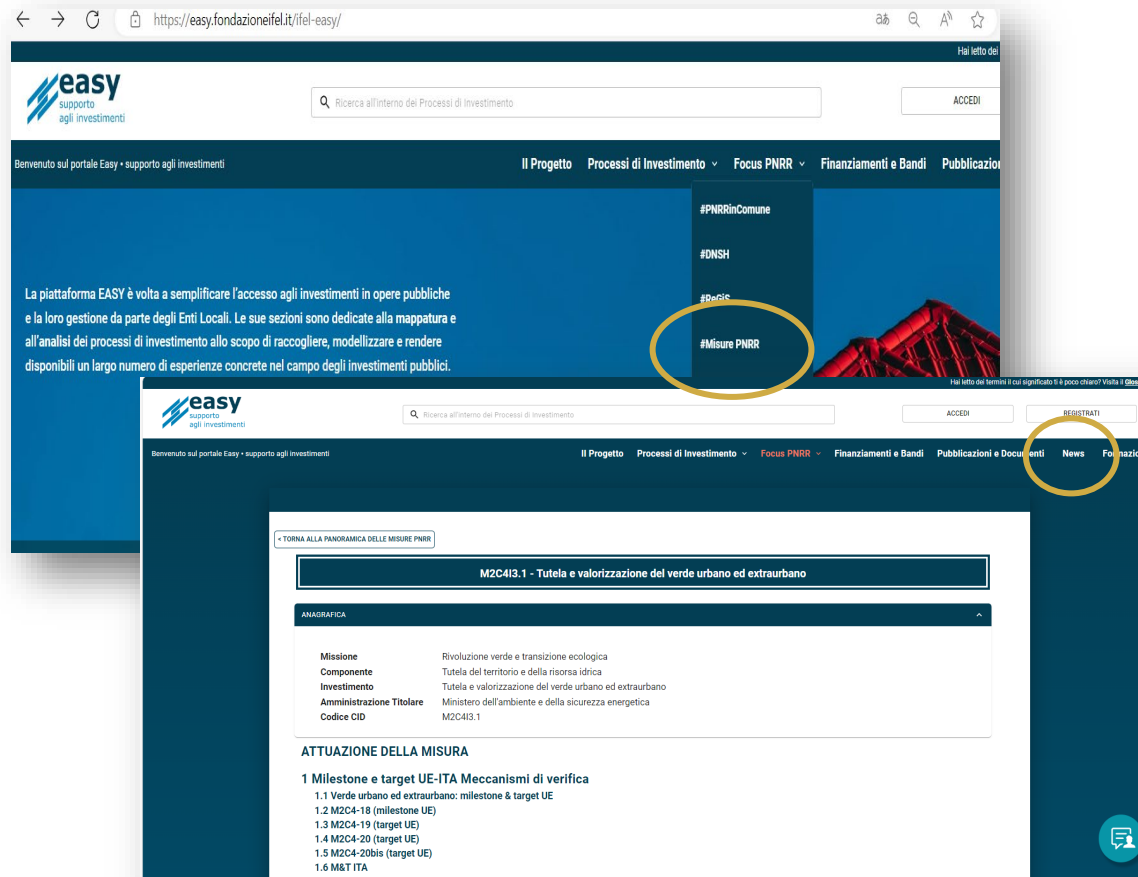 https://easy.fondazioneifel.it/ifel-easy/
Hai letto dei
easy
supporto
agli investimenti
Ricerca all'interno dei Processi di Investimento
ACCEDI
Benvenuto sul portale Easy • supporto agli investimenti
Il Progetto Processi di Investimento Focus PNRR Finanziamenti e Bandi Pubblicazion
#PNRRinComune
#DNSH
#ReGiS
#Misure PNRR
La piattaforma EASY è volta a semplificare l'accesso agli investimenti in opere pubbliche
e la loro gestione da parte degli Enti Locali. Le sue sezioni sono dedicate alla mappatura e
all'analisi dei processi di investimento allo scopo di raccogliere, modellizzare e rendere
disponibili un largo numero di esperienze concrete nel campo degli investimenti pubblici.
Hai letto dei termini il cui significato ti è poco chiaro? Visita il Glos
easy
supporto
agli investimenti
Ricerca all'interno dei Processi di Investimento
ACCEDI
REGISTRATI
Benvenuto sul portale Easy • supporto agli investimenti
Il Progetto Processi di Investimento Focus PNRR Finanziamenti e Bandi Pubblicazioni e Documenti News Formazio
< TORNA ALLA PANORAMICA DELLE MISURE PNRR
M2C4I3.1 - Tutela e valorizzazione del verde urbano ed extraurbano
ANAGRAFICA
Missione Rivoluzione verde e transizione ecologica
Componente Tutela del territorio e della risorsa idrica
Investimento Tutela e valorizzazione del verde urbano ed extraurbano
Amministrazione Titolare Ministero dell'ambiente e della sicurezza energetica
Codice CID M2C4I3.1
ATTUAZIONE DELLA MISURA
1 Milestone e target UE-ITA Meccanismi di verifica
1.1 Verde urbano ed extraurbano: milestone & target UE
1.2 M2C4-18 (milestone UE)
1.3 M2C4-19 (target UE)
1.4 M2C4-20 (target UE)
1.5 M2C4-20bis (target UE)
1.6 M&T ITA